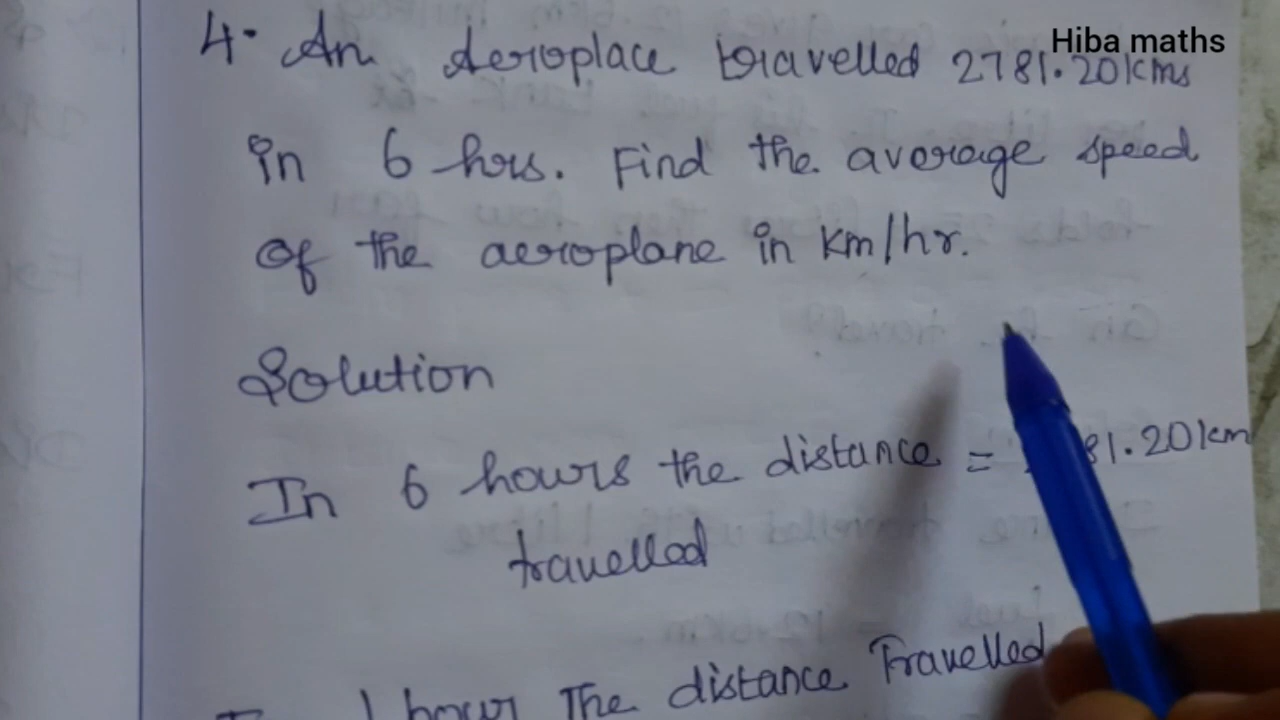 Hiba maths
4. An Aeroplace travelled 2781.20kms
in 6 hrs. Find the average speed
of the aeroplane in km/hr.
Solution
In 6 hours the distance = 81.20km
travelled
1 hour The distance Travelled